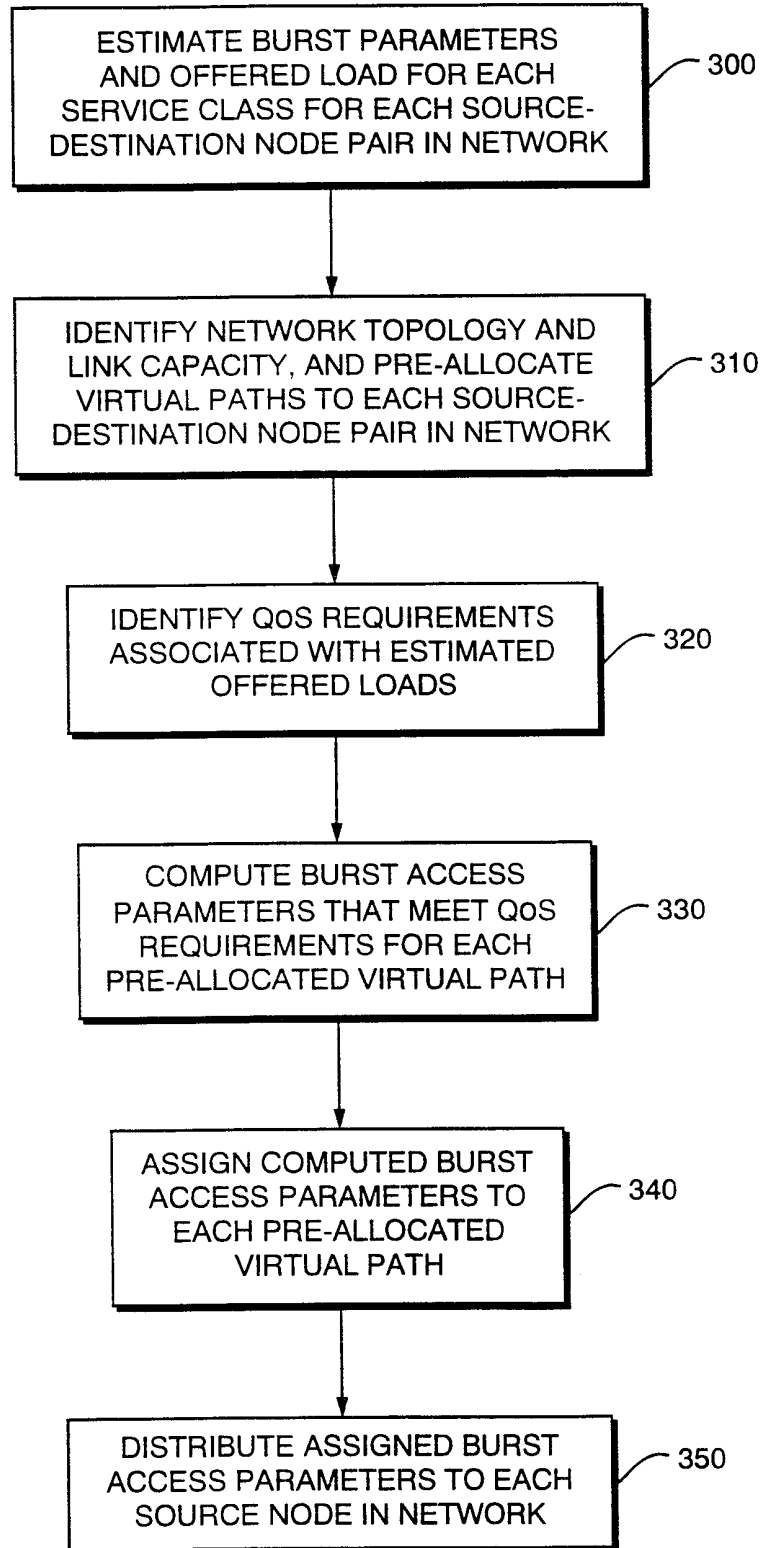 ESTIMATE BURST PARAMETERS
AND OFFERED LOAD FOR EACH
SERVICE CLASS FOR EACH SOURCE-
DESTINATION NODE PAIR IN NETWORK
300
IDENTIFY NETWORK TOPOLOGY AND
LINK CAPACITY, AND PRE-ALLOCATE
VIRTUAL PATHS TO EACH SOURCE-
DESTINATION NODE PAIR IN NETWORK
310
IDENTIFY QoS REQUIREMENTS
ASSOCIATED WITH ESTIMATED
OFFERED LOADS
320
COMPUTE BURST ACCESS
PARAMETERS THAT MEET QoS
REQUIREMENTS FOR EACH
PRE-ALLOCATED VIRTUAL PATH
330
ASSIGN COMPUTED BURST
ACCESS PARAMETERS TO
EACH PRE-ALLOCATED
VIRTUAL PATH
340
DISTRIBUTE ASSIGNED BURST
ACCESS PARAMETERS TO EACH
SOURCE NODE IN NETWORK
350